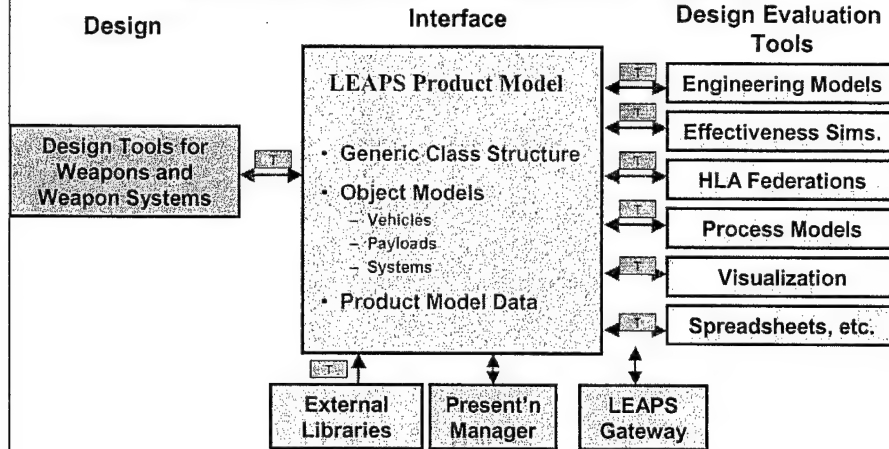 Design
Interface
Design Evaluation
Tools
LEAPS Product Model
• Generic Class Structure
• Object Models
– Vehicles
– Payloads
– Systems
• Product Model Data
Design Tools for
Weapons and
Weapon Systems
T
T
Engineering Models
T
Effectiveness Sims.
T
HLA Federations
T
Process Models
T
Visualization
T
Spreadsheets, etc.
T
External
Libraries
Present'n
Manager
LEAPS
Gateway